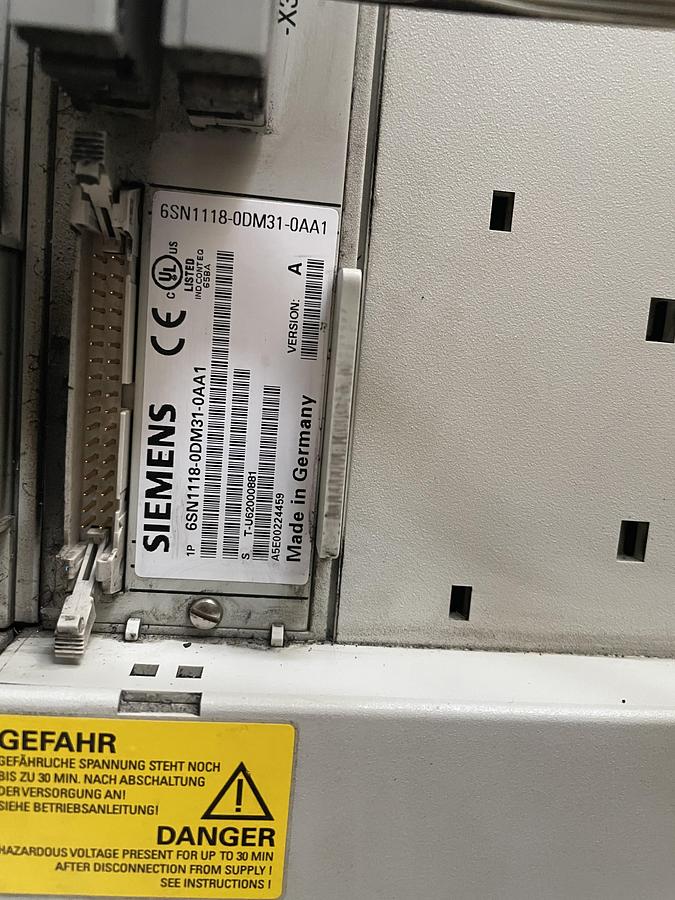 -X3
6SN1118-0DM31-0AA1
C UL US
LISTED
IND CONT EQ
65BA
CE
VERSION: A
SIEMENS
1P 6SN1118-0DM31-0AA1
S T-U62000881
A5E00224459
Made in Germany
GEFAHR
GEFÄHRLICHE SPANNUNG STEHT NOCH
BIS ZU 30 MIN. NACH ABSCHALTUNG
DER VERSORGUNG AN!
SIEHE BETRIEBSANLEITUNG!
DANGER
HAZARDOUS VOLTAGE PRESENT FOR UP TO 30 MIN
AFTER DISCONNECTION FROM SUPPLY !
SEE INSTRUCTIONS !